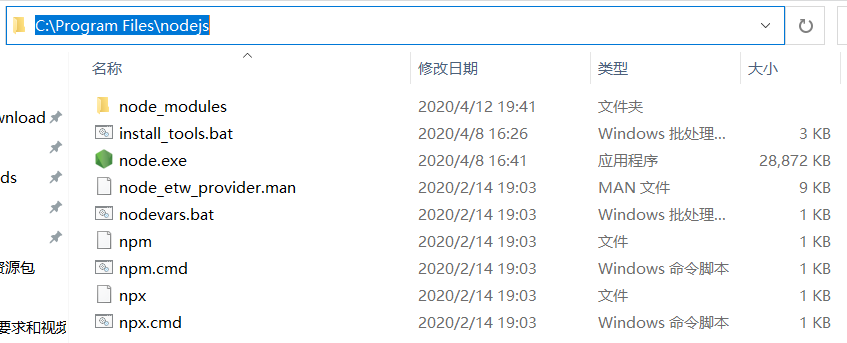 C:\Program Files\nodejs
名称 修改日期 类型 大小
node_modules 2020/4/12 19:41 文件夹
wnload install_tools.bat 2020/4/8 16:26 Windows 批处理... 3 KB
node.exe 2020/4/8 16:41 应用程序 28,872 KB
ds node_etw_provider.man 2020/2/14 19:03 MAN 文件 9 KB
nodevars.bat 2020/2/14 19:03 Windows 批处理... 1 KB
npm 2020/2/14 19:03 文件 1 KB
资源包 npm.cmd 2020/2/14 19:03 Windows 命令脚本 1 KB
npx 2020/2/14 19:03 文件 1 KB
要求和视频 npx.cmd 2020/2/14 19:03 Windows 命令脚本 1 KB